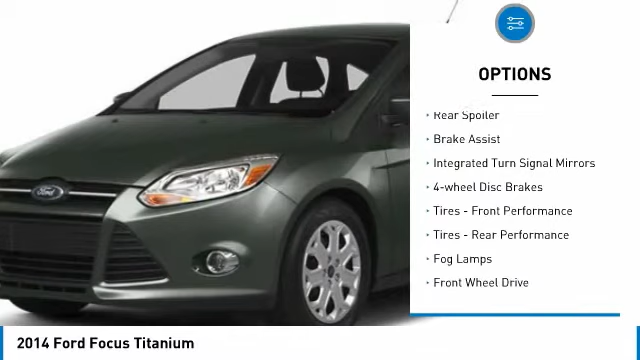 OPTIONS
Rear Spoiler
Brake Assist
Integrated Turn Signal Mirrors
4-wheel Disc Brakes
Tires - Front Performance
Tires - Rear Performance
Fog Lamps
Front Wheel Drive
Ford
2014 Ford Focus Titanium